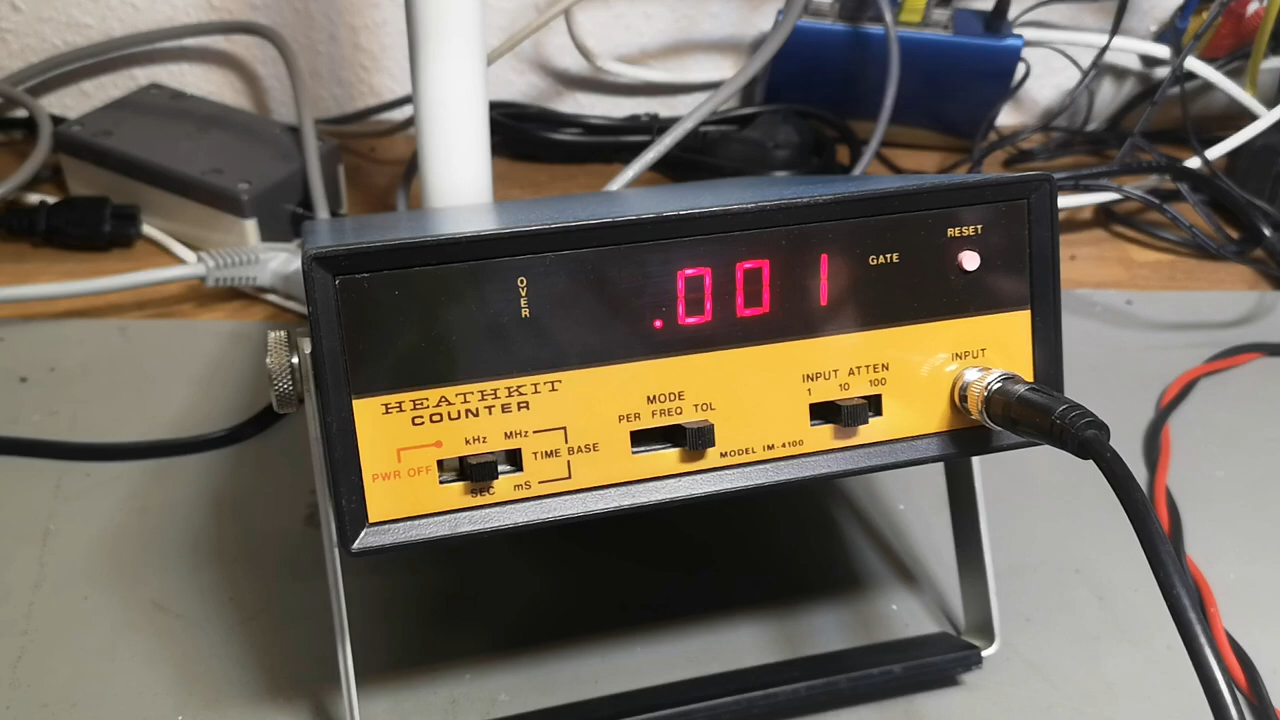 RESET
OVER
.001
GATE
INPUT
HEATHKIT
COUNTER
MODE
PER FREQ TOL
INPUT ATTEN
1 10 100
kHz MHz
PWR OFF
TIME BASE
SEC mS
MODEL IM-4100